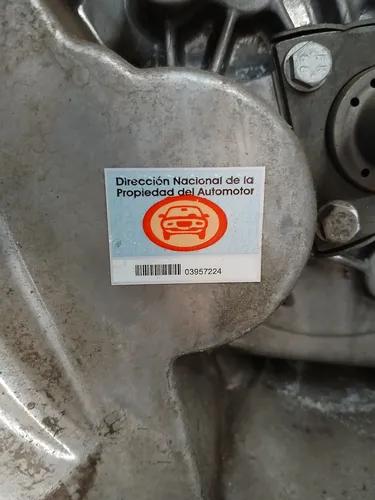 Dirección Nacional de la
Propiedad del Automotor
03957224